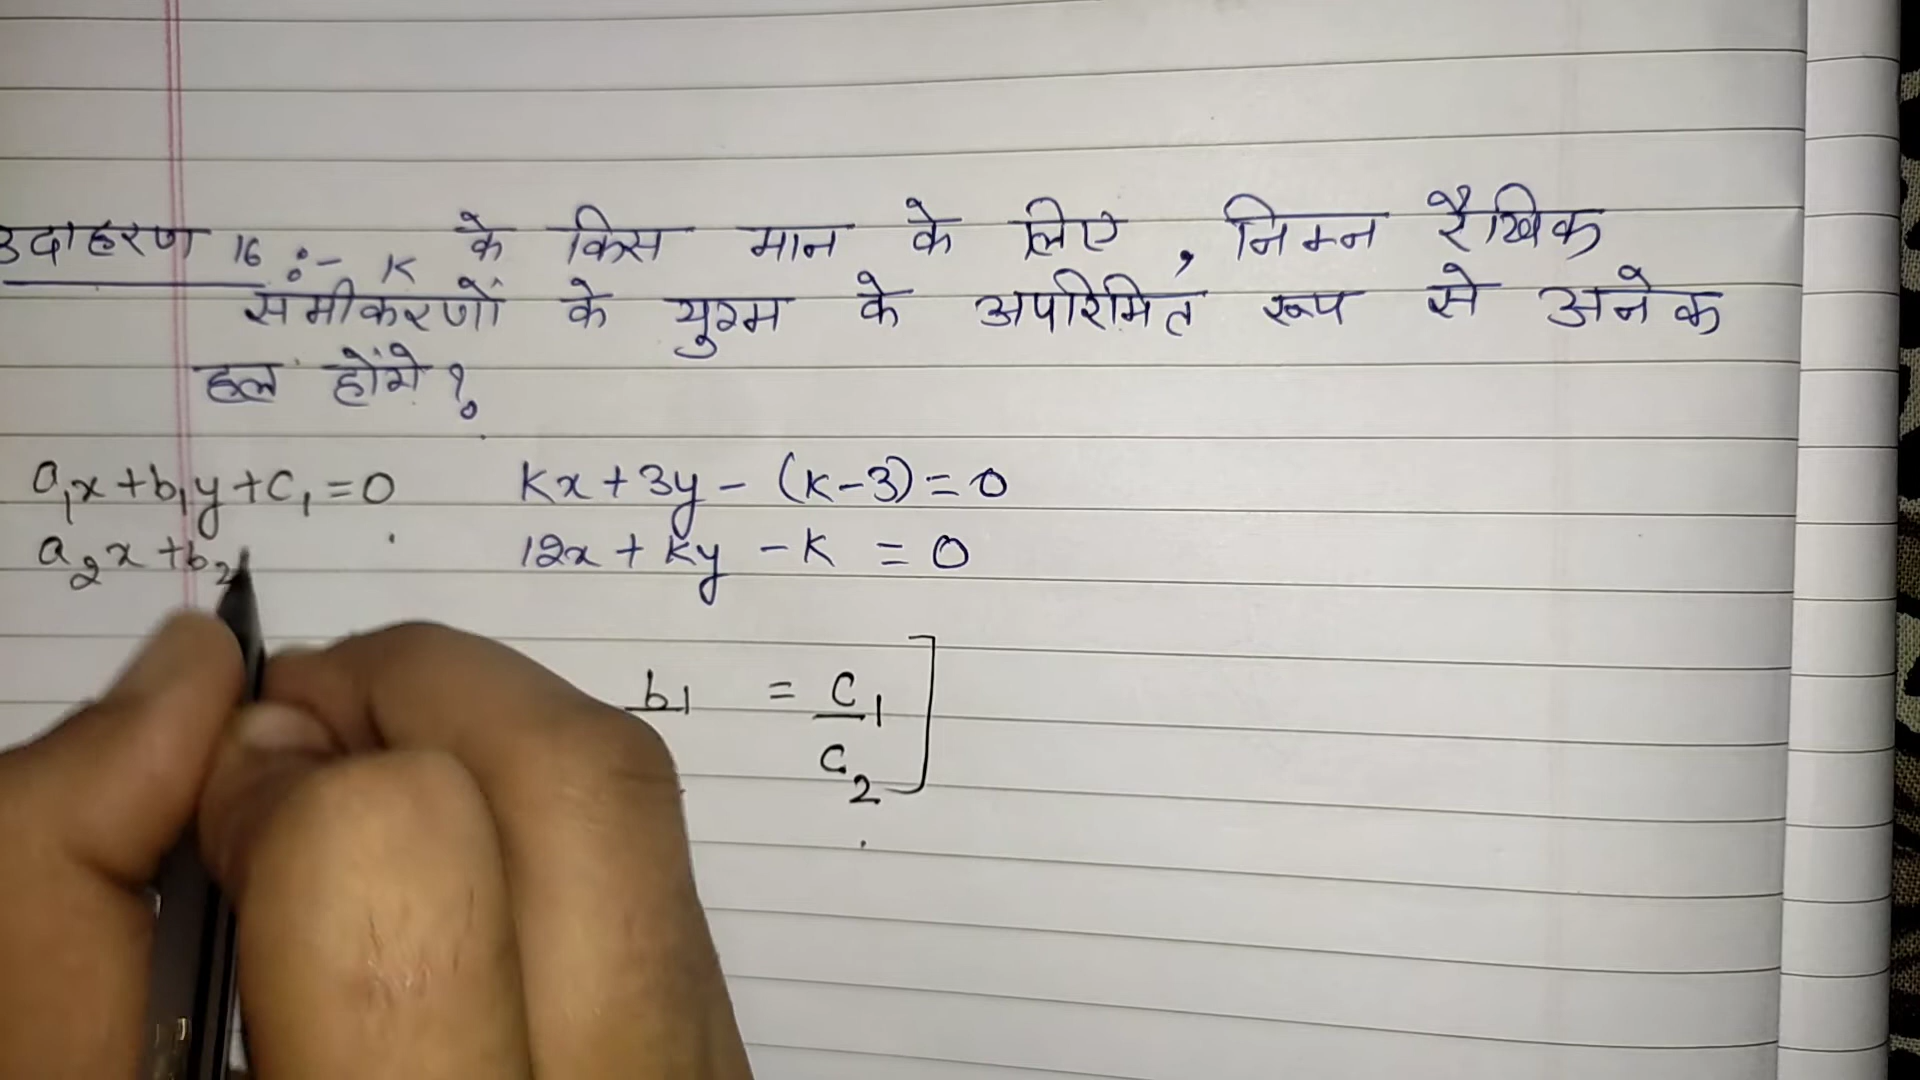 उदाहरण 16 :- K के किस मान के लिए , निम्न रैखिक
समीकरणों के युग्म के अपरिमित रूप से अनेक
हल होंगे ?
a₁x + b₁y + c₁ = 0 Kx + 3y - (K-3) = 0
a₂x + b₂ 12x + Ky - K = 0
b₁ = c₁
c₂